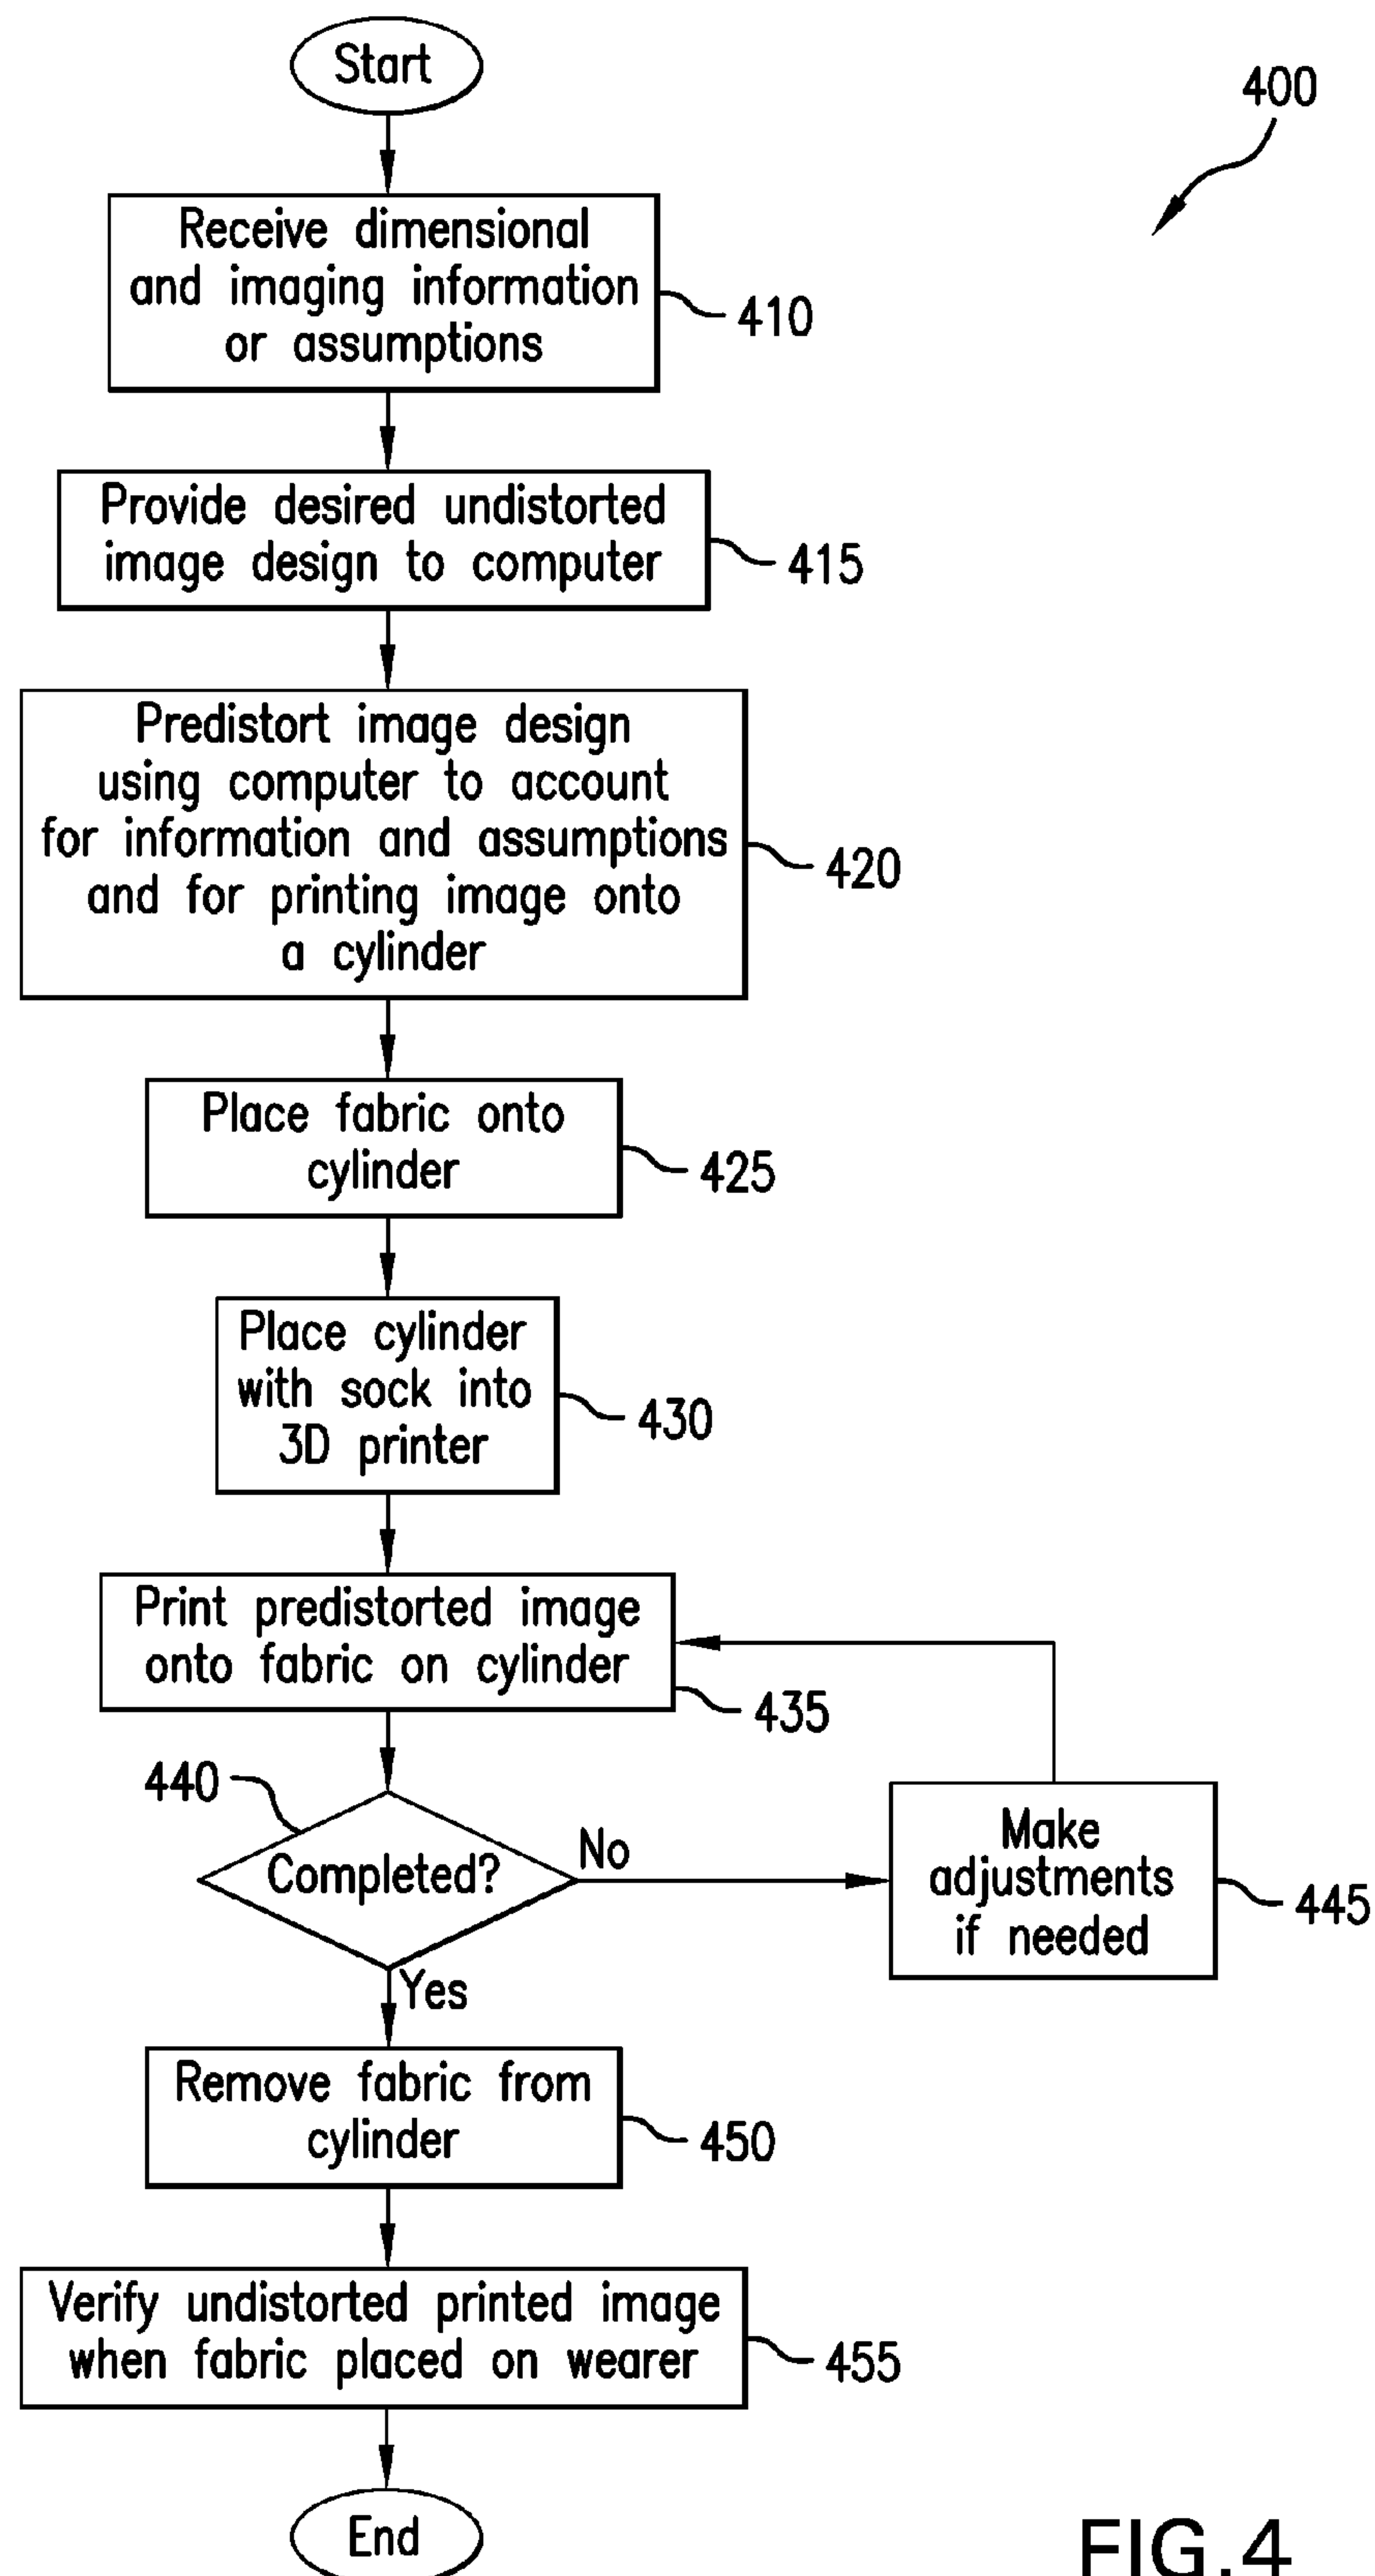 Start
400
Receive dimensional
and imaging information
or assumptions
410
Provide desired undistorted
image design to computer
415
Predistort image design
using computer to account
for information and assumptions
and for printing image onto
a cylinder
420
Place fabric onto
cylinder
425
Place cylinder
with sock into
3D printer
430
Print predistorted image
onto fabric on cylinder
435
440
Completed?
No
Make
adjustments
if needed
445
Yes
Remove fabric from
cylinder
450
Verify undistorted printed image
when fabric placed on wearer
455
End
FIG.4